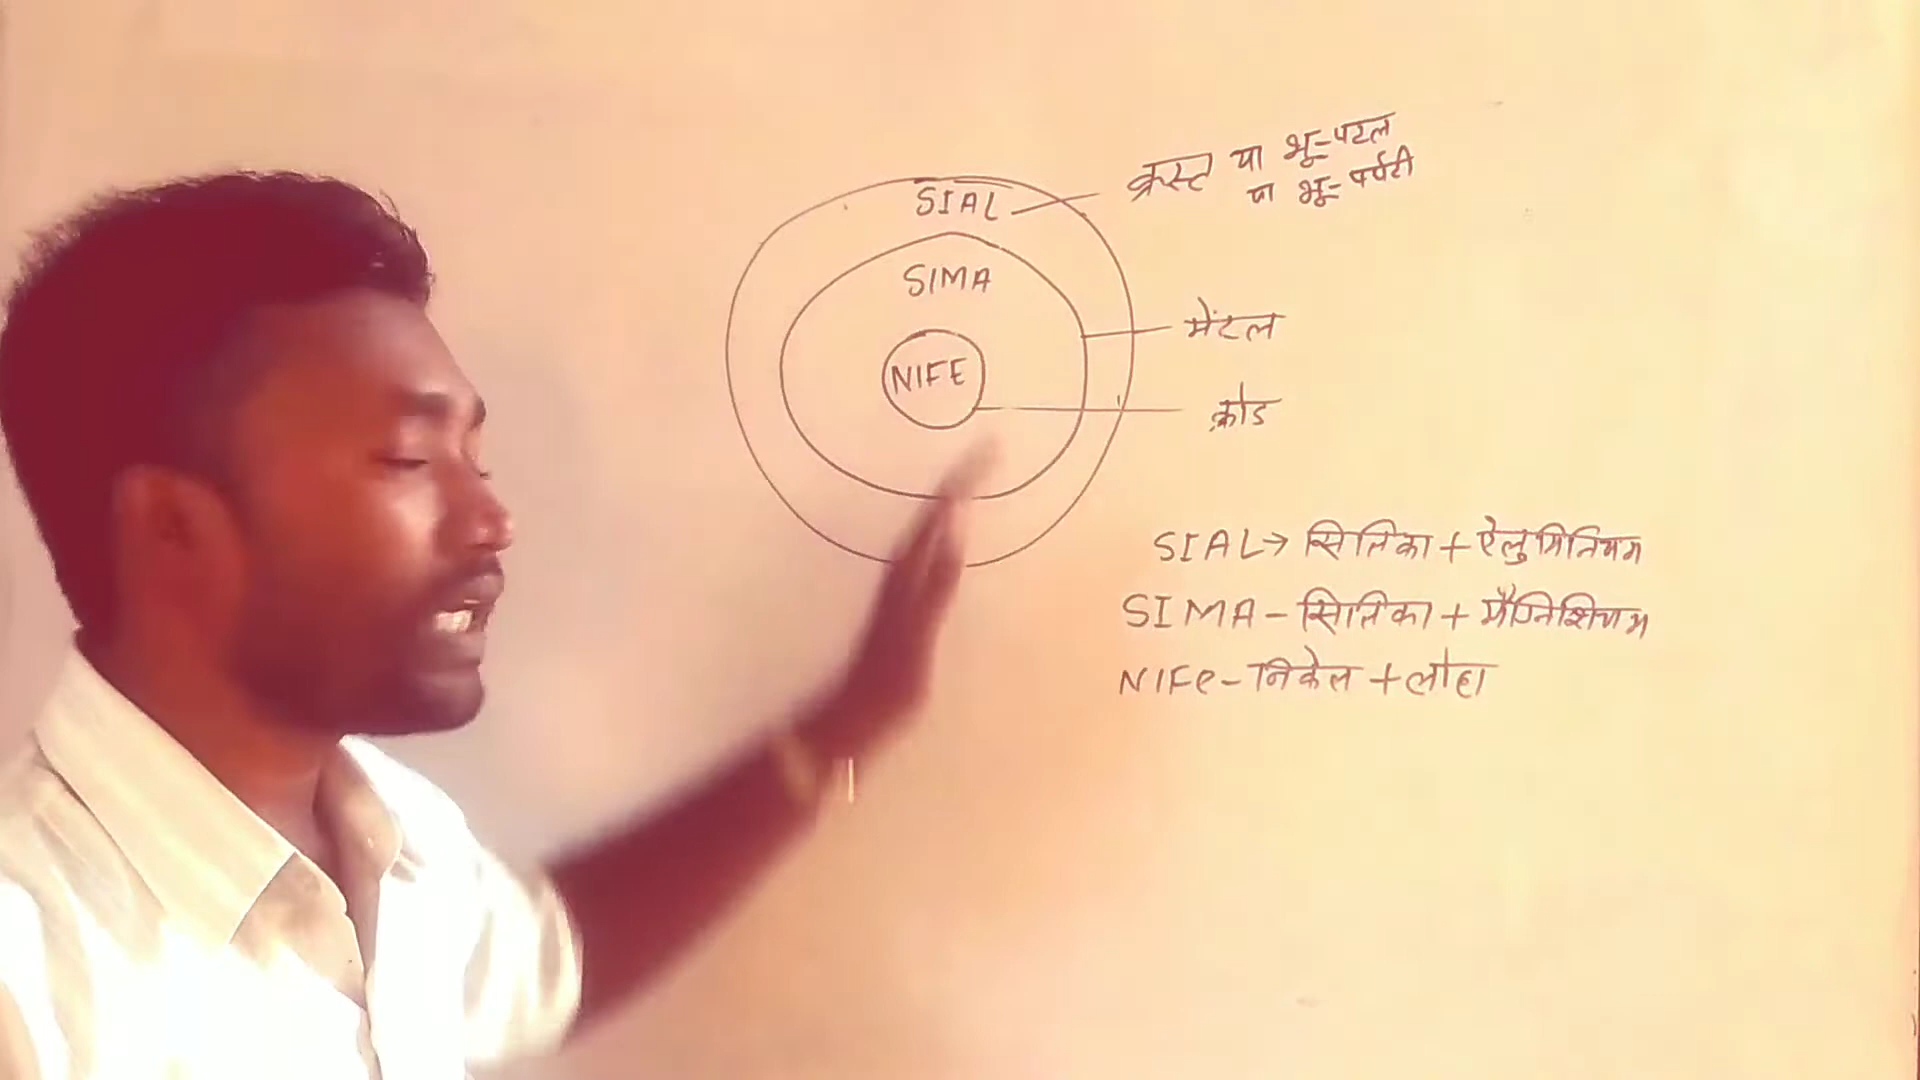 SIAL
क्रस्ट या भू-पटल
या भू-पर्पटी
SIMA
मेंटल
NIFE
क्रोड
SIAL→ सिलिका + ऐलुमिनियम
SIMA - सिलिका + मैग्निशियम
NIFe - निकेल + लोहा